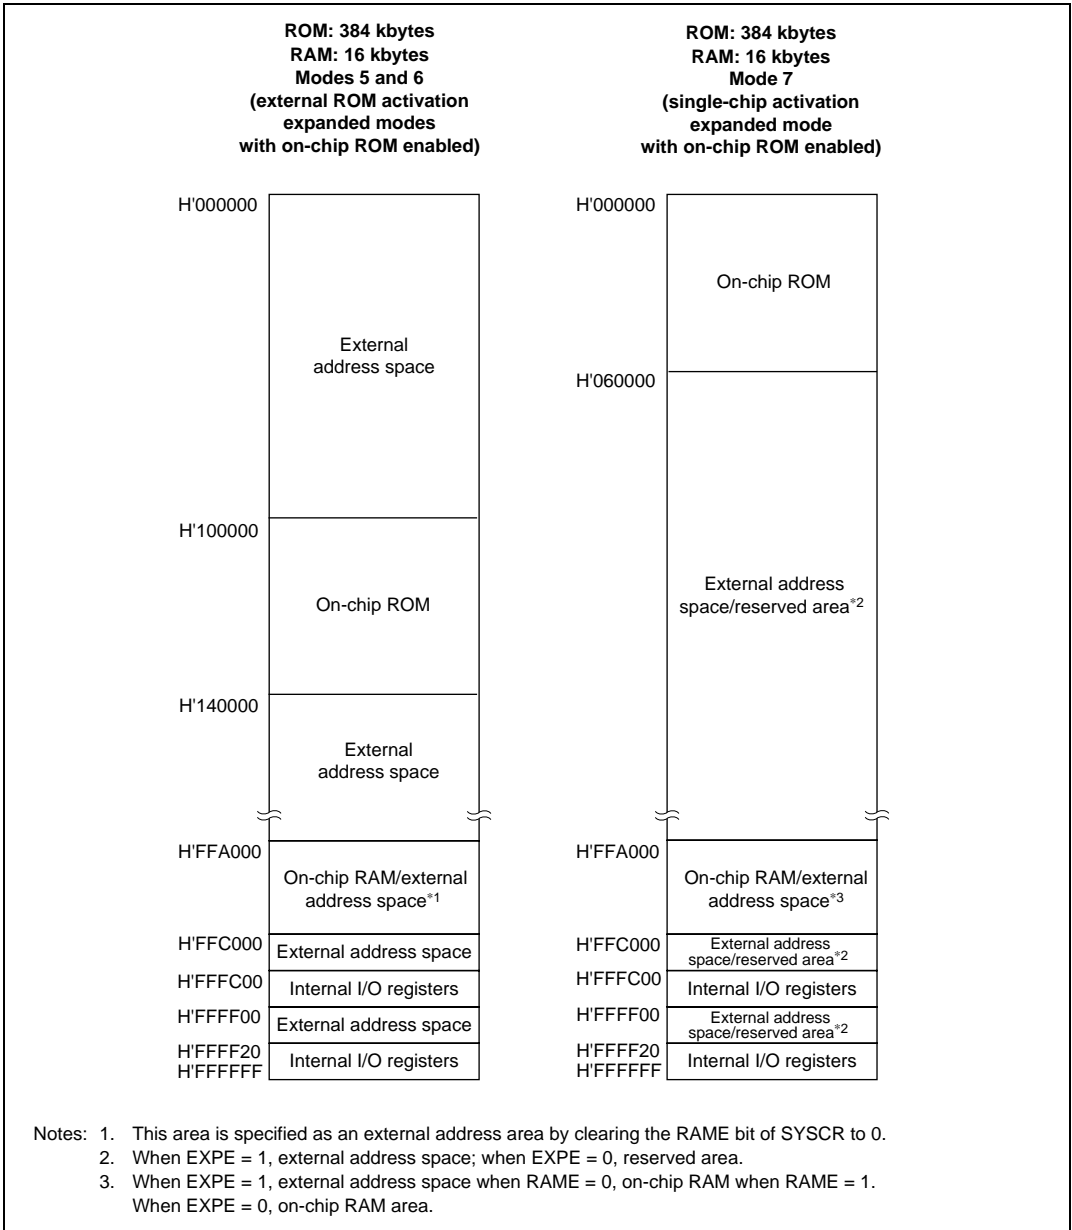 ROM: 384 kbytes
RAM: 16 kbytes
Modes 5 and 6
(external ROM activation
expanded modes
with on-chip ROM enabled)
H'000000
External
address space
H'100000
On-chip ROM
H'140000
External
address space
H'FFA000
On-chip RAM/external
address space*1
H'FFC000
External address space
H'FFFC00
Internal I/O registers
H'FFFF00
External address space
H'FFFF20
Internal I/O registers
H'FFFFFF
ROM: 384 kbytes
RAM: 16 kbytes
Mode 7
(single-chip activation
expanded mode
with on-chip ROM enabled)
H'000000
On-chip ROM
H'060000
External address
space/reserved area*2
H'FFA000
On-chip RAM/external
address space*3
H'FFC000
External address
space/reserved area*2
H'FFFC00
Internal I/O registers
H'FFFF00
External address
space/reserved area*2
H'FFFF20
Internal I/O registers
H'FFFFFF
Notes: 1. This area is specified as an external address area by clearing the RAME bit of SYSCR to 0.
2. When EXPE = 1, external address space; when EXPE = 0, reserved area.
3. When EXPE = 1, external address space when RAME = 0, on-chip RAM when RAME = 1.
When EXPE = 0, on-chip RAM area.